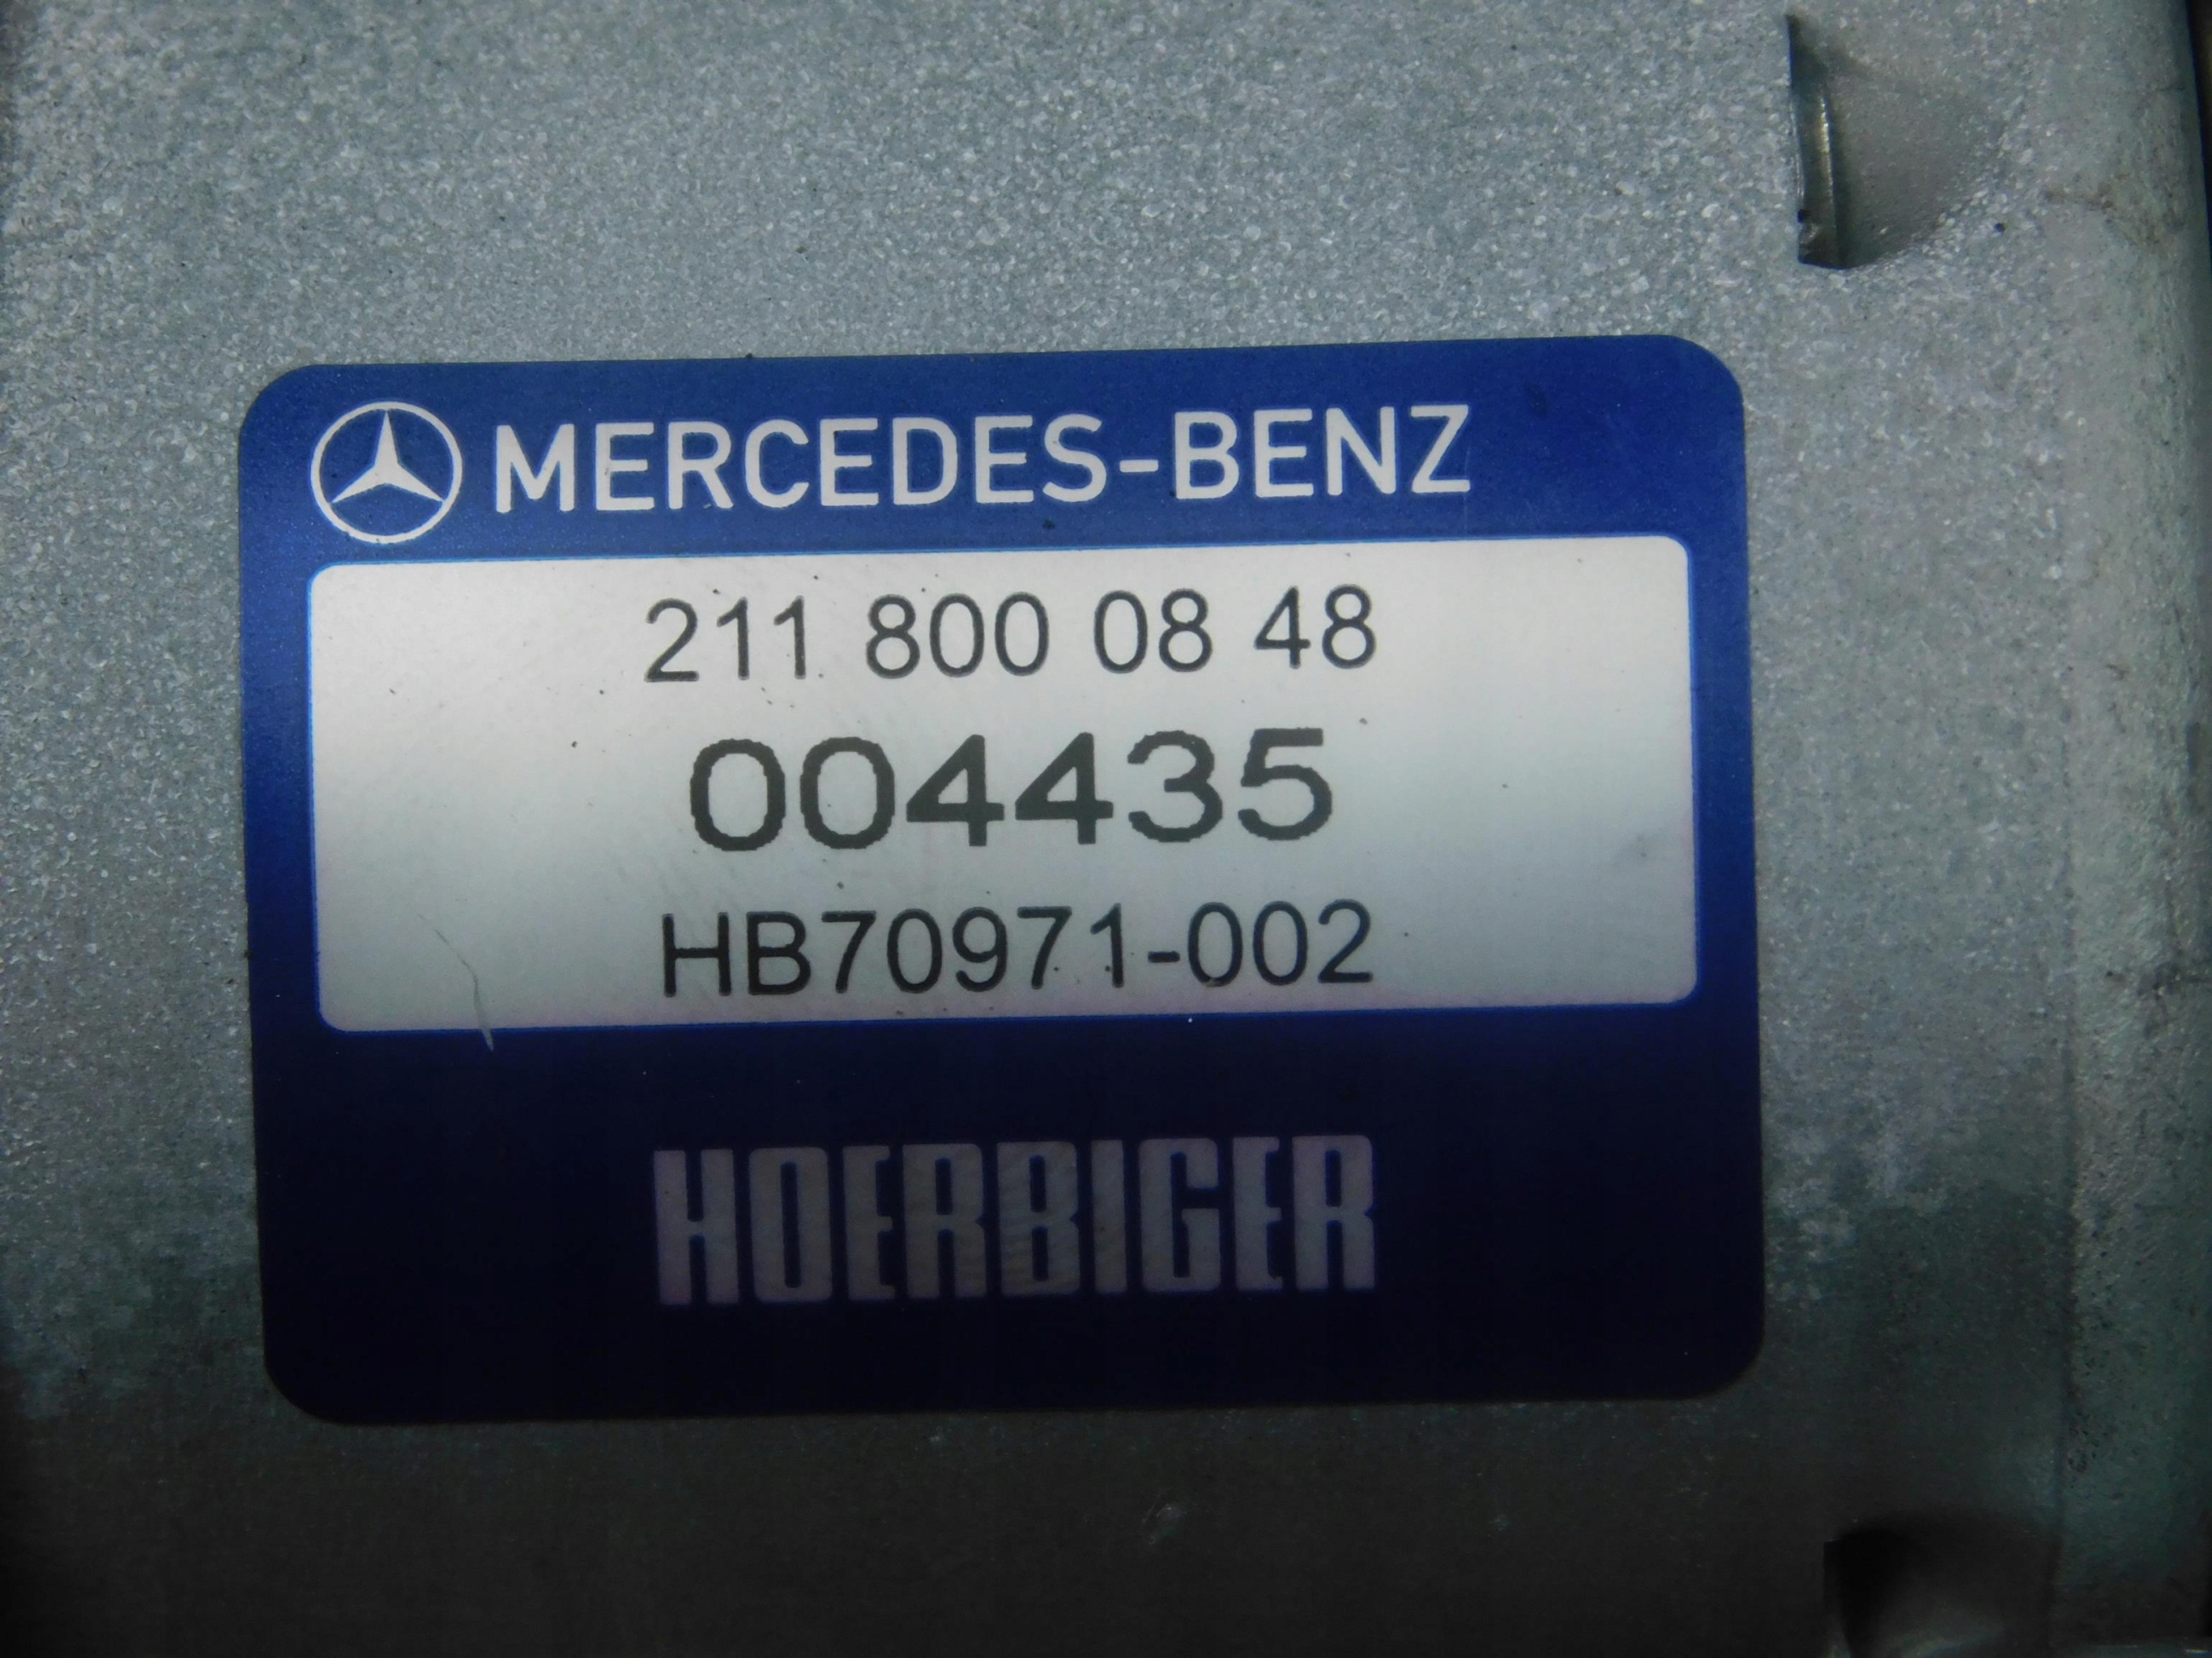 MERCEDES-BENZ
211 800 08 48
004435
HB70971-002
HOERBIGER